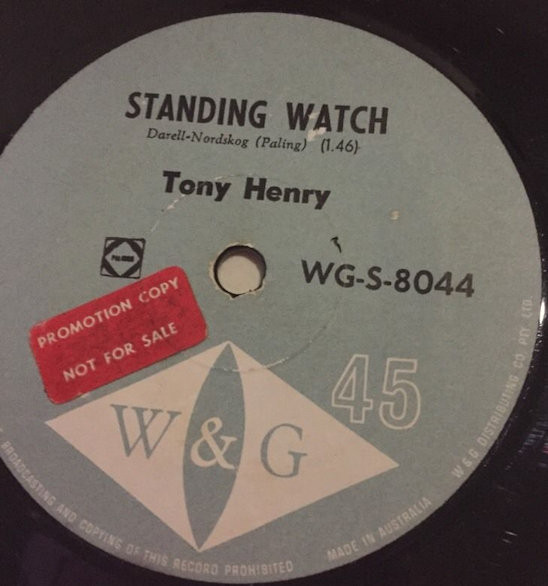 STANDING WATCH
Darell-Nordskog (Paling) (1.46)
Tony Henry
WG-S-8044
PROMOTION COPY
NOT FOR SALE
45
W & G
BROADCASTING AND COPYING OF THIS RECORD PROHIBITED
MADE IN AUSTRALIA
W & G DISTRIBUTING CO PTY LTD.